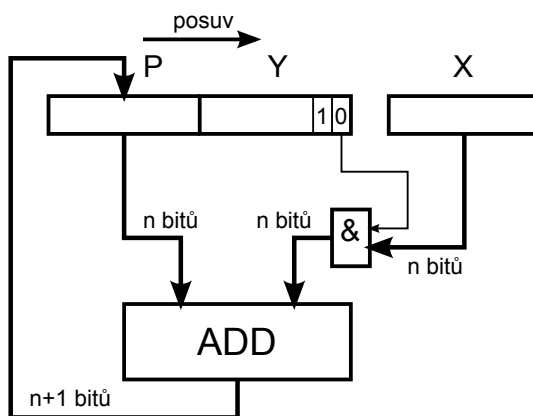 posuv
P Y X
1 0
n bitů n bitů & n bitů
ADD
n+1 bitů